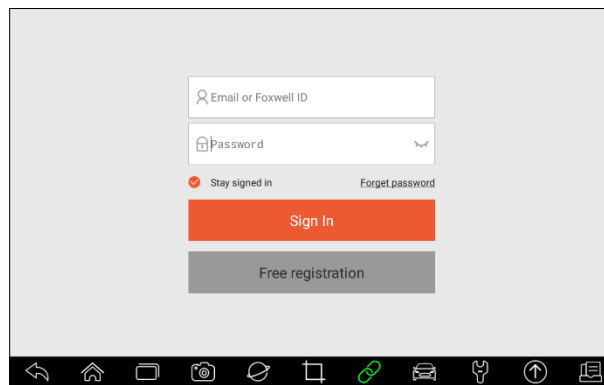 Email or Foxwell ID
Password
Stay signed in Forget password
Sign In
Free registration